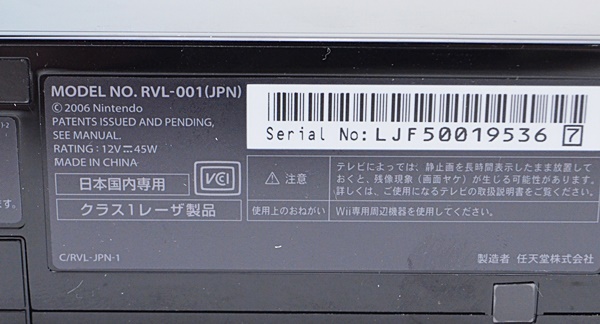 MODEL NO. RVL-001(JPN)
© 2006 Nintendo
PATENTS ISSUED AND PENDING,
SEE MANUAL.
RATING : 12V⎓45W
MADE IN CHINA
日本国内専用
VCI
クラス1レーザ製品
C/RVL-JPN-1
Serial No:LJF50019536 7
⚠ 注意
テレビによっては、静止画を長時間表示したまま放置して
おくと、残像現象(画面ヤケ)が生じる可能性があります。
詳しくは、ご使用になるテレビの取扱説明書をご覧ください。
使用上のおねがい
Wii専用周辺機器を使用してください。
製造者 任天堂株式会社